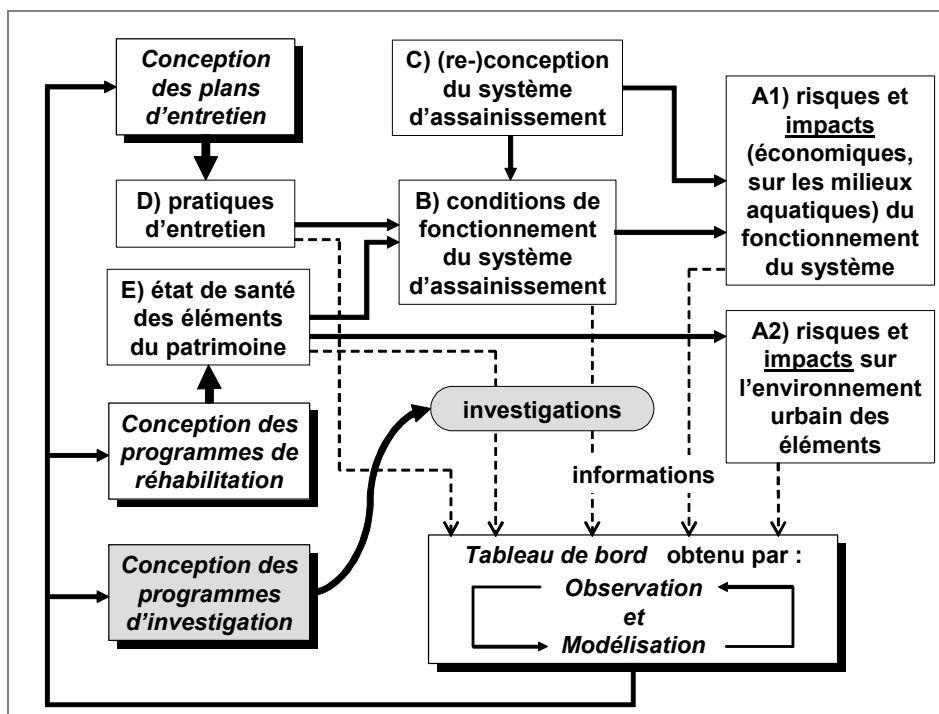 Conception
des plans
d'entretien
C) (re-)conception
du système
d'assainissement
A1) risques et
impacts
(économiques,
sur les milieux
aquatiques) du
fonctionnement
du système
D) pratiques
d'entretien
B) conditions de
fonctionnement
du système
d'assainissement
E) état de santé
des éléments
du patrimoine
A2) risques et
impacts sur
l'environnement
urbain des
éléments
investigations
Conception des
programmes de
réhabilitation
informations
Conception des
programmes
d'investigation
Tableau de bord obtenu par :
Observation
et
Modélisation